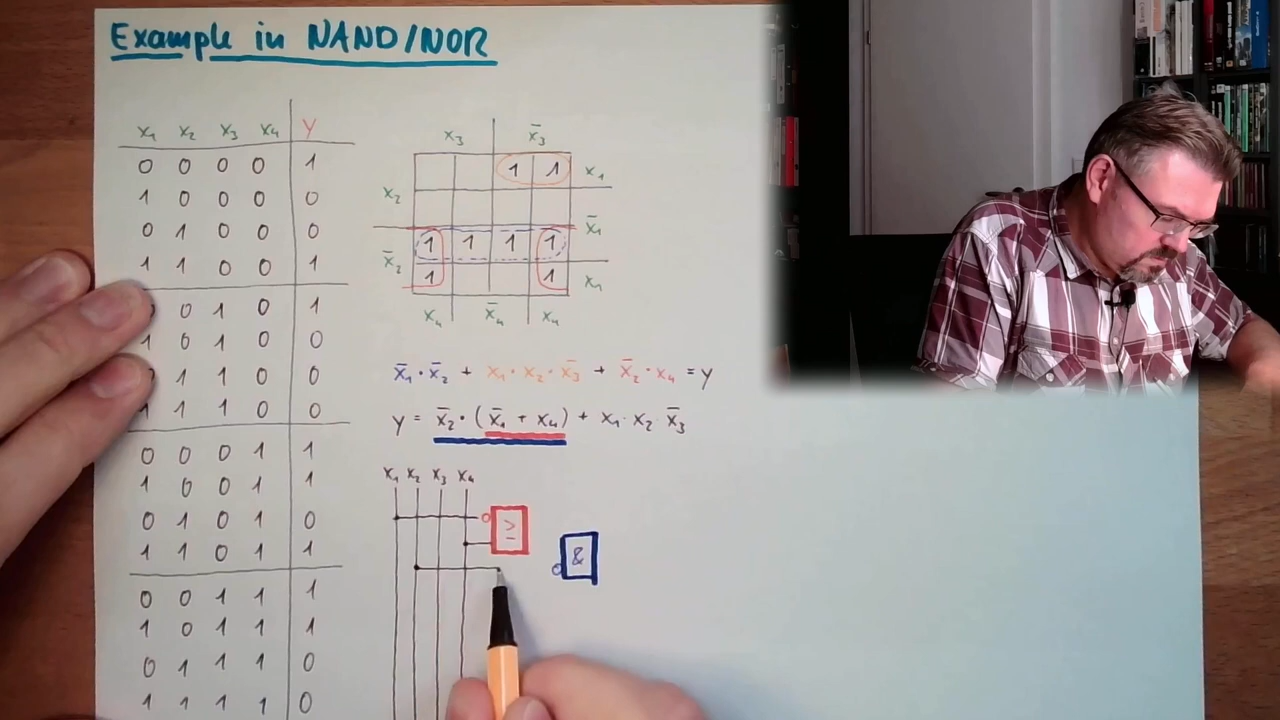 Example in NAND/NOR
x₁ x₂ x₃ x₄ y
0 0 0 0 1
1 0 0 0 0
0 1 0 0 0
1 1 0 0 1
0 1 0 1
1 0 1 0 0
1 1 0 0
1 1 1 0 0
0 0 0 1 1
1 0 0 1 1
0 1 0 1 0
1 1 0 1 1
0 0 1 1 1
1 0 1 1 1
0 1 1 1 0
1 1 1 1 0
x₃ x̄₃
1 1 x₁
x₂
x̄₁
1 1 1 1
x̄₂
1 1 x₁
x₄ x̄₄ x₄
x̄₁ · x̄₂ + x₁ · x₂ · x̄₃ + x̄₂ · x₄ = y
y = x̄₂ · (x̄₁ + x₄) + x₁ · x₂ · x̄₃
x₁ x₂ x₃ x₄
≥
&